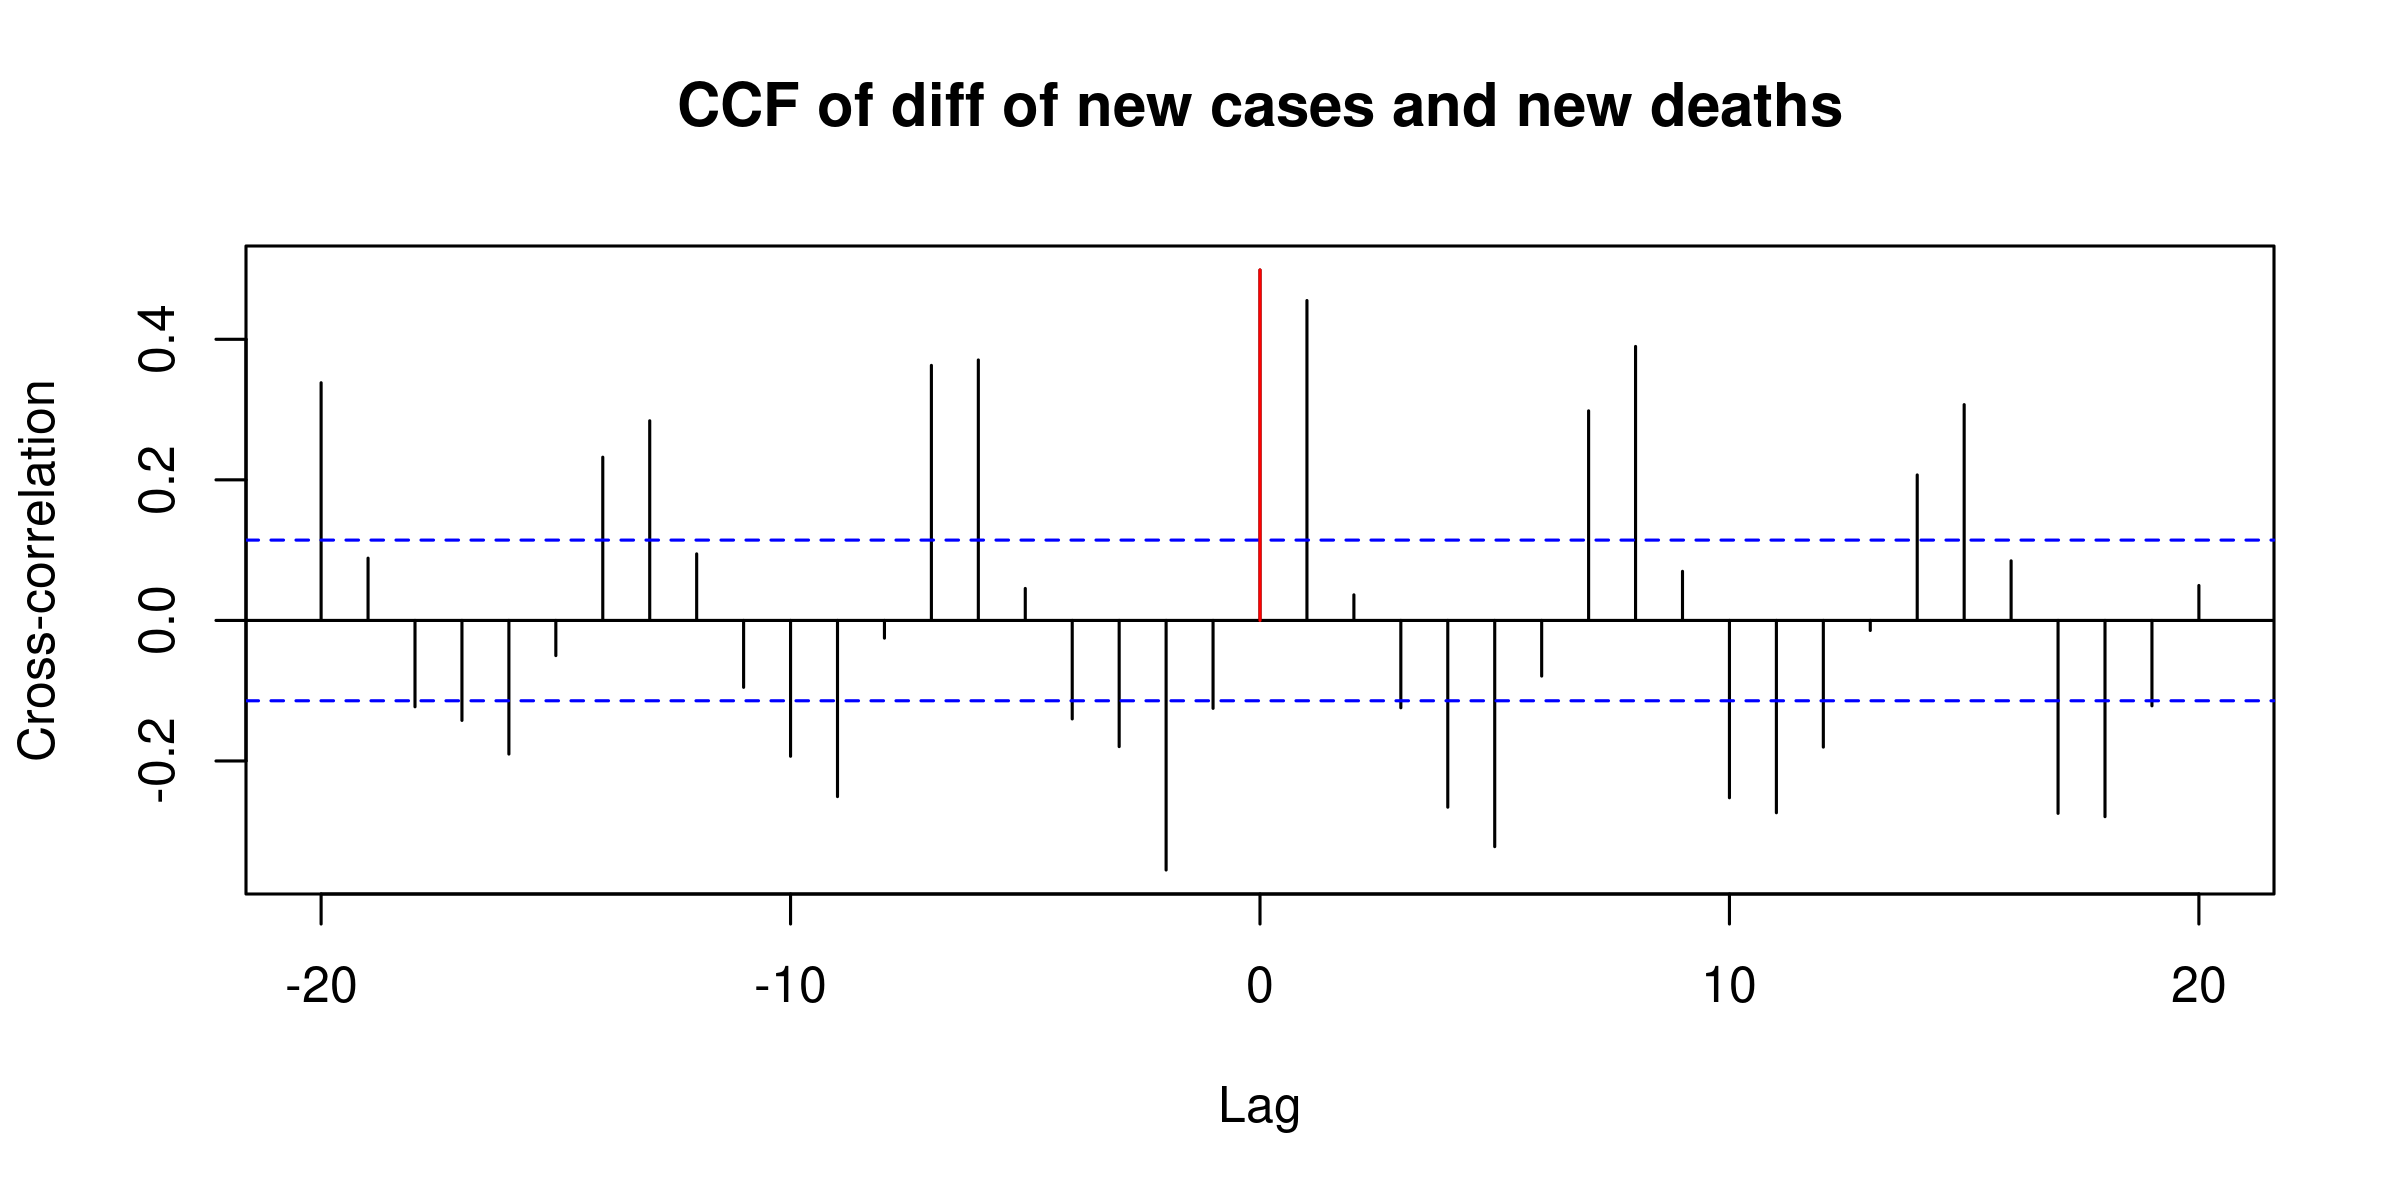 CCF of diff of new cases and new deaths
Cross-correlation
0.4
0.2
0.0
-0.2
-20 -10 0 10 20
Lag